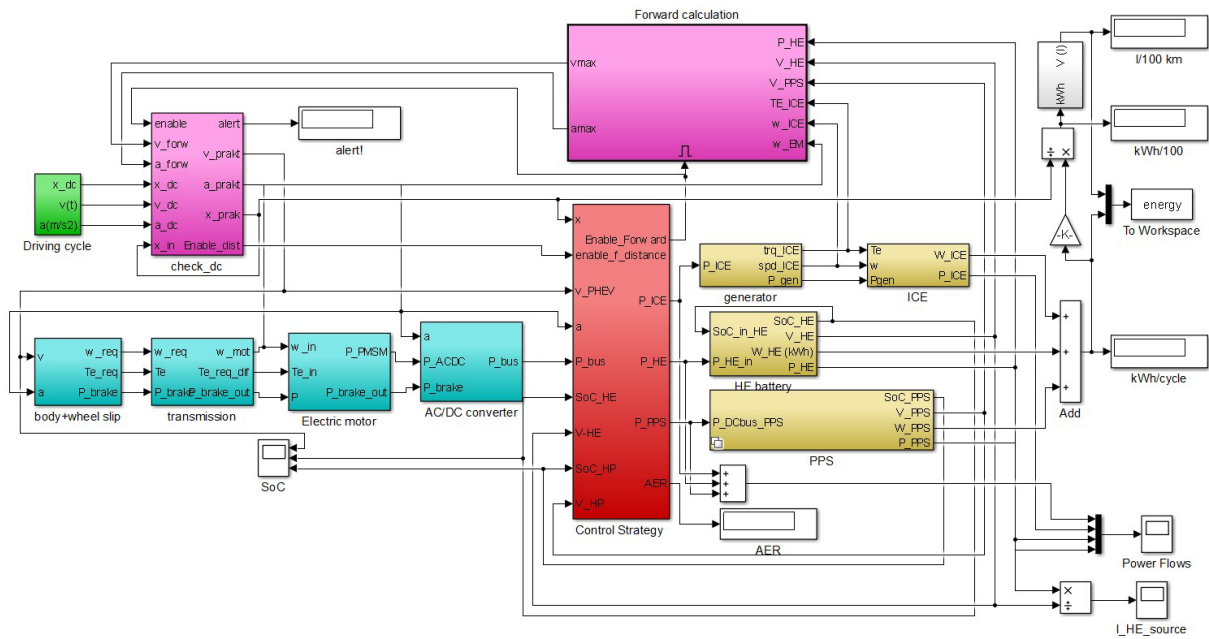 Forward calculation
P_HE
V_HE
V_PPS
TE_ICE
w_ICE
w_EM
vmax
amax
V (l)
kWh
l/100 km
kWh/100
÷ ×
-K-
energy
To Workspace
enable
v_forw
a_forw
x_dc
v_dc
a_dc
x_in
alert
v_prakt
a_prakt
x_prak
Enable_dist
check_dc
alert!
x_dc
v(t)
a(m/s2)
Driving cycle
x
Enable_Forward
enable_f_distance
v_PHEV
P_ICE
a
P_bus
P_HE
SoC_HE
P_PPS
V-HE
SoC_HP
AER
V_HP
Control Strategy
P_ICE
trq_ICE
spd_ICE
P_gen
generator
Te
w
Pgen
W_ICE
P_ICE
ICE
SoC_in_HE
P_HE_in
SoC_HE
V_HE
W_HE (kWh)
P_HE
HE battery
P_DCbus_PPS
SoC_PPS
V_PPS
W_PPS
P_PPS
PPS
+
+
+
Add
kWh/cycle
v
a
w_req
Te_req
P_brake
body+wheel slip
w_req
Te
P_brake
w_mot
Te_req_dif
P_brake_out
transmission
w_in
Te_in
P
P_PMSM
P_brake_out
Electric motor
a
P_ACDC
P_brake
P_bus
AC/DC converter
SoC
+
+
+
AER
Power Flows
×
÷
I_HE_source